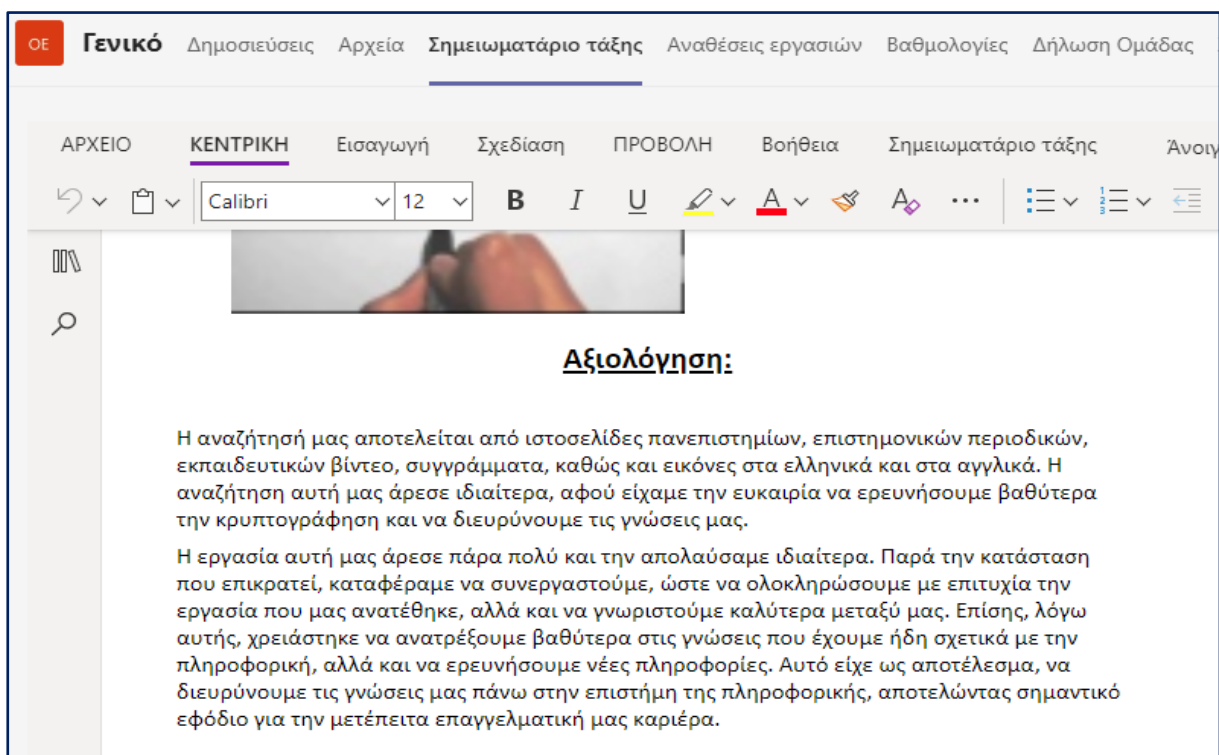 ΟΕ Γενικό Δημοσιεύσεις Αρχεία Σημειωματάριο τάξης Αναθέσεις εργασιών Βαθμολογίες Δήλωση Ομάδας
ΑΡΧΕΙΟ ΚΕΝΤΡΙΚΗ Εισαγωγή Σχεδίαση ΠΡΟΒΟΛΗ Βοήθεια Σημειωματάριο τάξης
Calibri 12 B I U A A
Αξιολόγηση:
Η αναζήτησή μας αποτελείται από ιστοσελίδες πανεπιστημίων, επιστημονικών περιοδικών,
εκπαιδευτικών βίντεο, συγγράμματα, καθώς και εικόνες στα ελληνικά και στα αγγλικά. Η
αναζήτηση αυτή μας άρεσε ιδιαίτερα, αφού είχαμε την ευκαιρία να ερευνήσουμε βαθύτερα
την κρυπτογράφηση και να διευρύνουμε τις γνώσεις μας.
Η εργασία αυτή μας άρεσε πάρα πολύ και την απολαύσαμε ιδιαίτερα. Παρά την κατάσταση
που επικρατεί, καταφέραμε να συνεργαστούμε, ώστε να ολοκληρώσουμε με επιτυχία την
εργασία που μας ανατέθηκε, αλλά και να γνωριστούμε καλύτερα μεταξύ μας. Επίσης, λόγω
αυτής, χρειάστηκε να ανατρέξουμε βαθύτερα στις γνώσεις που έχουμε ήδη σχετικά με την
πληροφορική, αλλά και να ερευνήσουμε νέες πληροφορίες. Αυτό είχε ως αποτέλεσμα, να
διευρύνουμε τις γνώσεις μας πάνω στην επιστήμη της πληροφορικής, αποτελώντας σημαντικό
εφόδιο για την μετέπειτα επαγγελματική μας καριέρα.